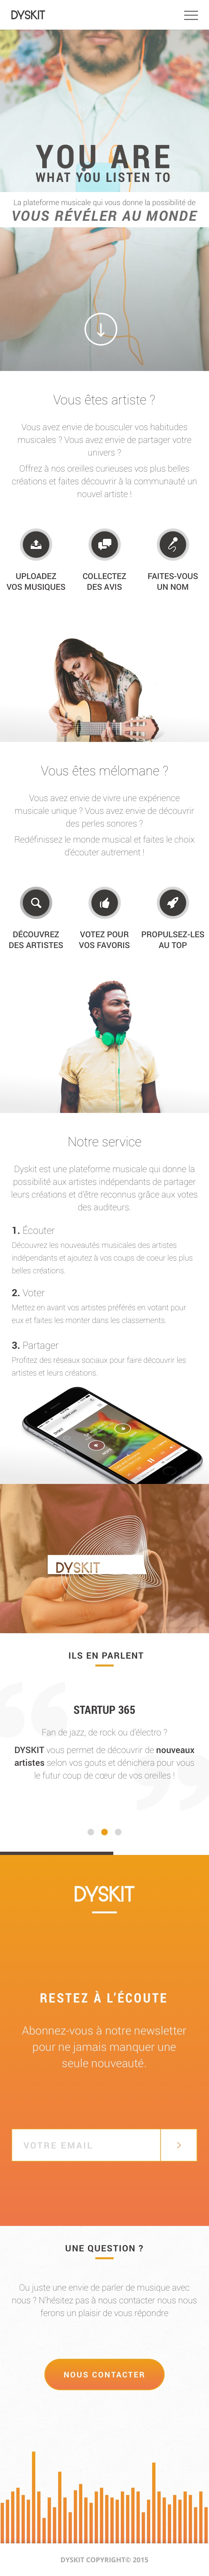 DYSKIT
YOU ARE
WHAT YOU LISTEN TO
La plateforme musicale qui vous donne la possibilité de
VOUS RÉVÉLER AU MONDE
Vous êtes artiste ?
Vous avez envie de bousculer vos habitudes
musicales ? Vous avez envie de partager votre
univers ?
Offrez à nos oreilles curieuses vos plus belles
créations et faites découvrir à la communauté un
nouvel artiste !
UPLOADEZ
VOS MUSIQUES
COLLECTEZ
DES AVIS
FAITES-VOUS
UN NOM
Vous êtes mélomane ?
Vous avez envie de vivre une expérience
musicale unique ? Vous avez envie de découvrir
des perles sonores ?
Redéfinissez le monde musical et faites le choix
d'écouter autrement !
DÉCOUVREZ
DES ARTISTES
VOTEZ POUR
VOS FAVORIS
PROPULSEZ-LES
AU TOP
Notre service
Dyskit est une plateforme musicale qui donne la
possibilité aux artistes indépendants de partager
leurs créations et d'être reconnus grâce aux votes
des auditeurs.
1. Écouter
Découvrez les nouveautés musicales des artistes
indépendants et ajoutez à vos coups de coeur les plus
belles créations.
2. Voter
Mettez en avant vos artistes préférés en votant pour
eux et faites les monter dans les classements.
3. Partager
Profitez des réseaux sociaux pour faire découvrir les
artistes et leurs créations.
DYSKIT
ILS EN PARLENT
STARTUP 365
Fan de jazz, de rock ou d'électro ?
DYSKIT vous permet de découvrir de nouveaux
artistes selon vos gouts et dénichera pour vous
le futur coup de cœur de vos oreilles !
DYSKIT
RESTEZ À L'ÉCOUTE
Abonnez-vous à notre newsletter
pour ne jamais manquer une
seule nouveauté.
VOTRE EMAIL
UNE QUESTION ?
Ou juste une envie de parler de musique avec
nous ? N'hésitez pas à nous contacter nous nous
ferons un plaisir de vous répondre
NOUS CONTACTER
DYSKIT COPYRIGHT© 2015